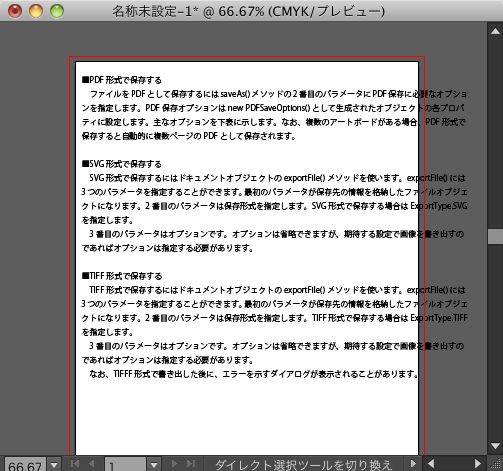 名称未設定-1* @ 66.67% (CMYK/プレビュー)
■PDF 形式で保存する
　ファイルを PDF として保存するには saveAs() メソッドの 2 番目のパラメータに PDF 保存に必要なオプショ
ンを指定します。PDF 保存オプションは new PDFSaveOptions() として生成されたオブジェクトの各プロパ
ティに設定します。主なオプションを下表に示します。なお、複数のアートボードがある場合、PDF 形式で
保存すると自動的に複数ページの PDF として保存されます。
■SVG 形式で保存する
　SVG 形式で保存するにはドキュメントオブジェクトの exportFile() メソッドを使います。exportFile() には
3 つのパラメータを指定することができます。最初のパラメータが保存先の情報を格納したファイルオブジェ
クトになります。2 番目のパラメータは保存形式を指定します。SVG 形式で保存する場合は ExportType.SVG
を指定します。
　3 番目のパラメータはオプションです。オプションは省略できますが、期待する設定で画像を書き出すの
であればオプションは指定する必要があります。
■TIFF 形式で保存する
　TIFF 形式で保存するにはドキュメントオブジェクトの exportFile() メソッドを使います。exportFile() には
3 つのパラメータを指定することができます。最初のパラメータが保存先の情報を格納したファイルオブジェ
クトになります。2 番目のパラメータは保存形式を指定します。TIFF 形式で保存する場合は ExportType.TIFF
を指定します。
　3 番目のパラメータはオプションです。オプションは省略できますが、期待する設定で画像を書き出すの
であればオプションは指定する必要があります。
　なお、TIFFF 形式で書き出した後に、エラーを示すダイアログが表示されることがあります。
66.67 1 ダイレクト選択ツールを切り換え